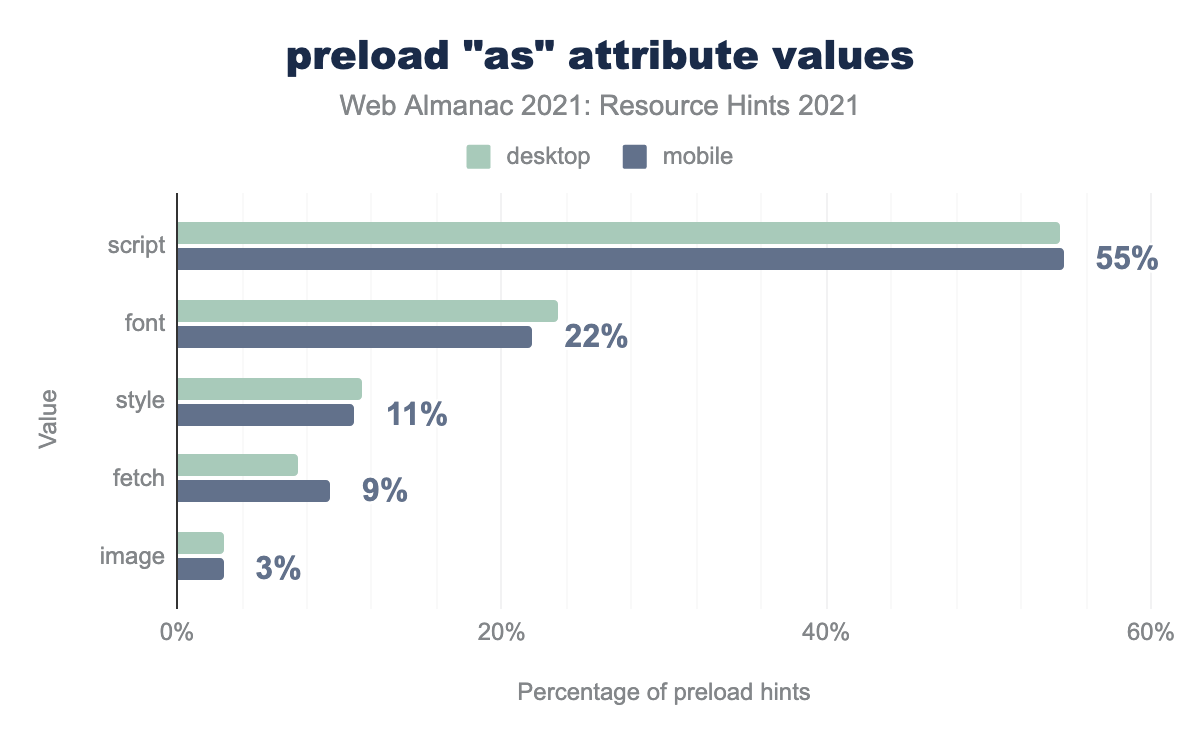 preload "as" attribute values
Web Almanac 2021: Resource Hints 2021
desktop mobile
script 55%
font 22%
style 11%
Value
fetch 9%
image 3%
0% 20% 40% 60%
Percentage of preload hints